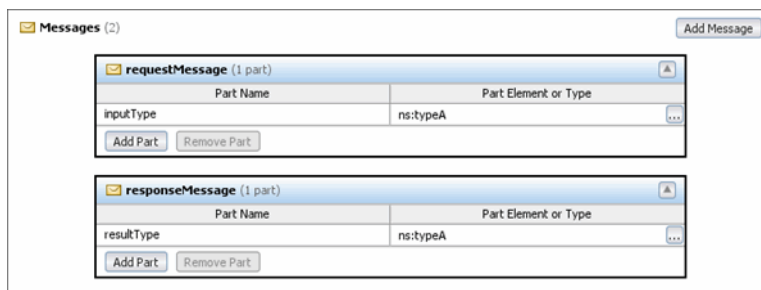 Messages (2)
Add Message
requestMessage (1 part)
Part Name Part Element or Type
inputType ns:typeA ...
Add Part Remove Part
responseMessage (1 part)
Part Name Part Element or Type
resultType ns:typeA ...
Add Part Remove Part